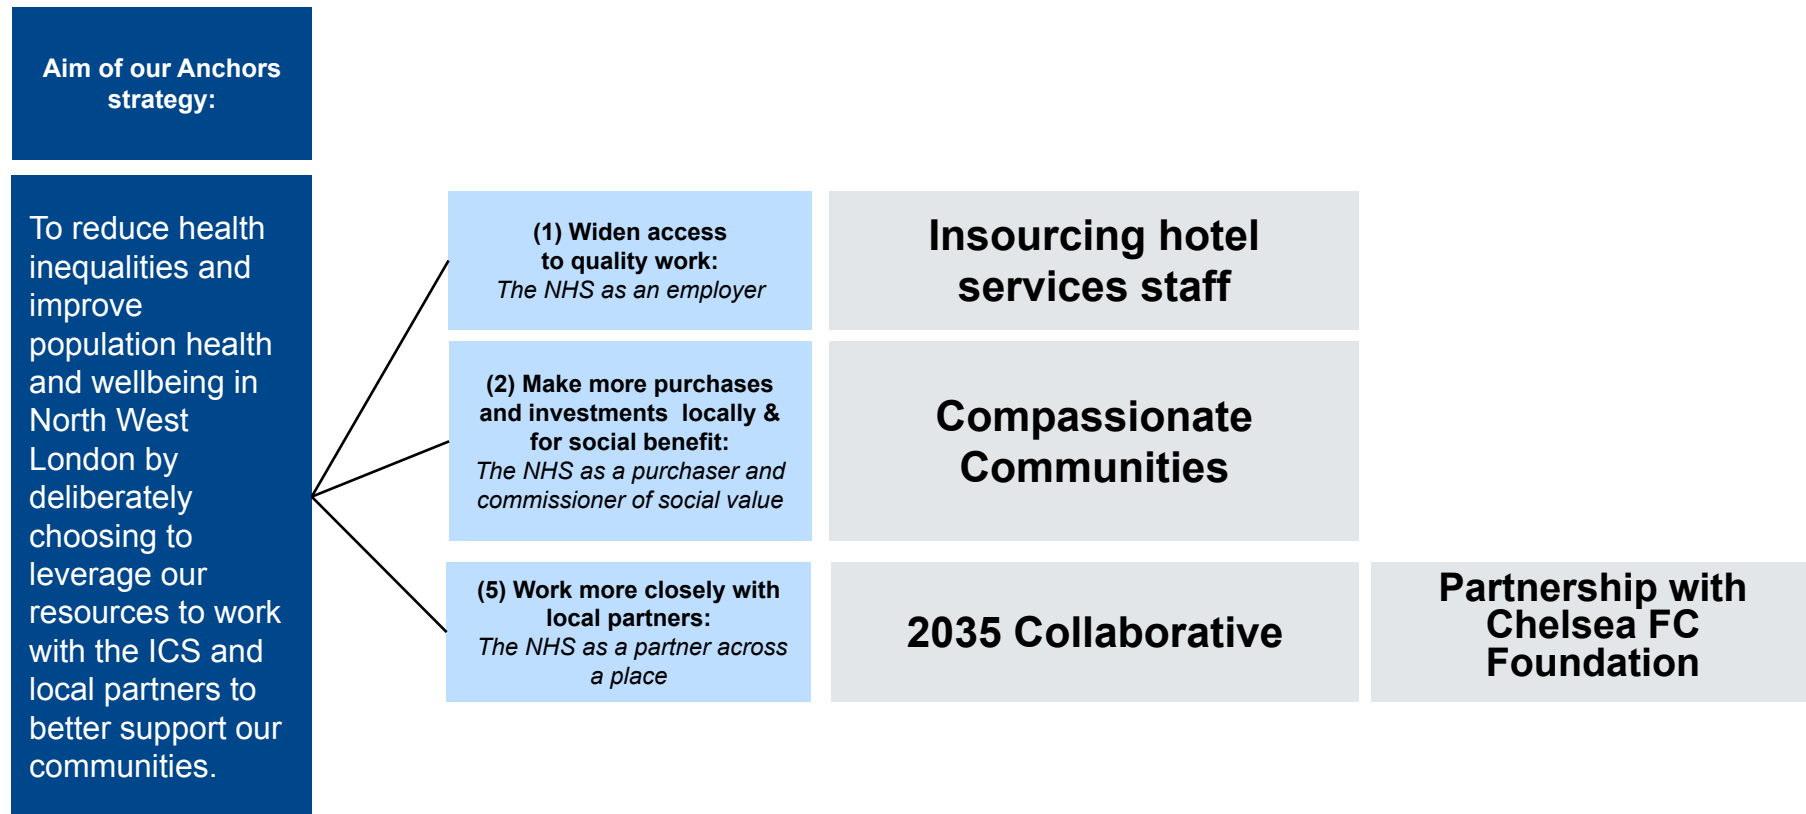 Aim of our Anchors
strategy:
To reduce health
inequalities and
improve
population health
and wellbeing in
North West
London by
deliberately
choosing to
leverage our
resources to work
with the ICS and
local partners to
better support our
communities.
(1) Widen access
to quality work:
The NHS as an employer
Insourcing hotel
services staff
(2) Make more purchases
and investments locally &
for social benefit:
The NHS as a purchaser and
commissioner of social value
Compassionate
Communities
(5) Work more closely with
local partners:
The NHS as a partner across
a place
2035 Collaborative
Partnership with
Chelsea FC
Foundation